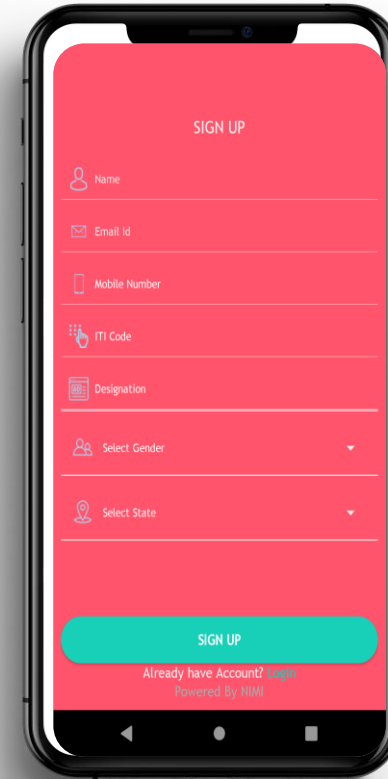 SIGN UP
Name
Email Id
Mobile Number
ITI Code
Designation
Select Gender
Select State
SIGN UP
Already have Account? Login
Powered By NIMI